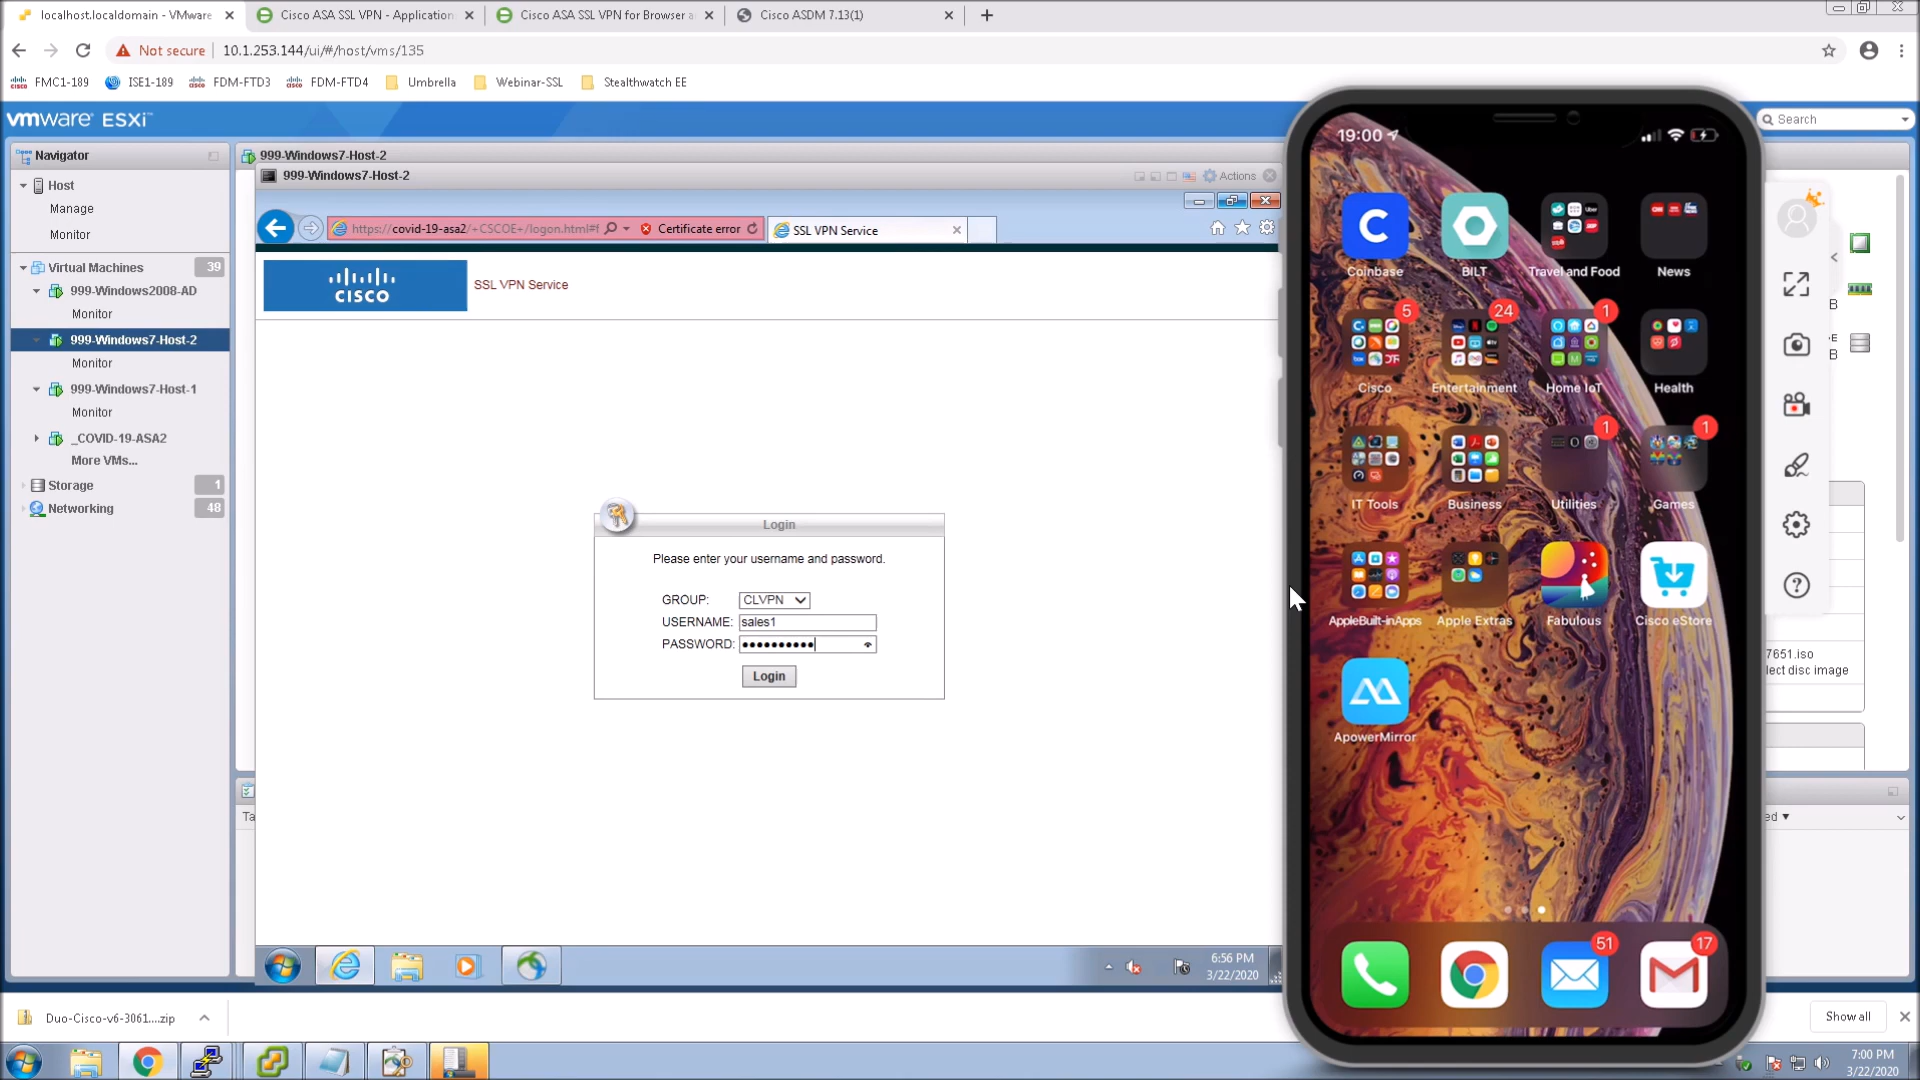 localhost.localdomain - VMware
Cisco ASA SSL VPN - Application
Cisco ASA SSL VPN for Browser a
Cisco ASDM 7.13(1)
Not secure
10.1.253.144/ui/#/host/vms/135
FMC1-189
ISE1-189
FDM-FTD3
FDM-FTD4
Umbrella
Webinar-SSL
Stealthwatch EE
vmware ESXi
Search
Navigator
Host
Manage
Monitor
Virtual Machines
39
999-Windows2008-AD
Monitor
999-Windows7-Host-2
Monitor
999-Windows7-Host-1
Monitor
_COVID-19-ASA2
More VMs...
Storage
1
Networking
48
999-Windows7-Host-2
999-Windows7-Host-2
Actions
https://covid-19-asa2/+CSCOE+/logon.html#f
Certificate error
SSL VPN Service
CISCO
SSL VPN Service
Login
Please enter your username and password.
GROUP:
CLVPN
USERNAME:
sales1
PASSWORD:
Login
6:56 PM
3/22/2020
19:00
Coinbase
BILT
Travel and Food
News
5
24
1
Cisco
Entertainment
Home IoT
Health
1
1
IT Tools
Business
Utilities
Games
AppleBuilt-inApps
Apple Extras
Fabulous
Cisco eStore
ApowerMirror
51
17
B
B
7651.iso
lect disc image
Ta
ed
Duo-Cisco-v6-3061....zip
Show all
7:00 PM
3/22/2020